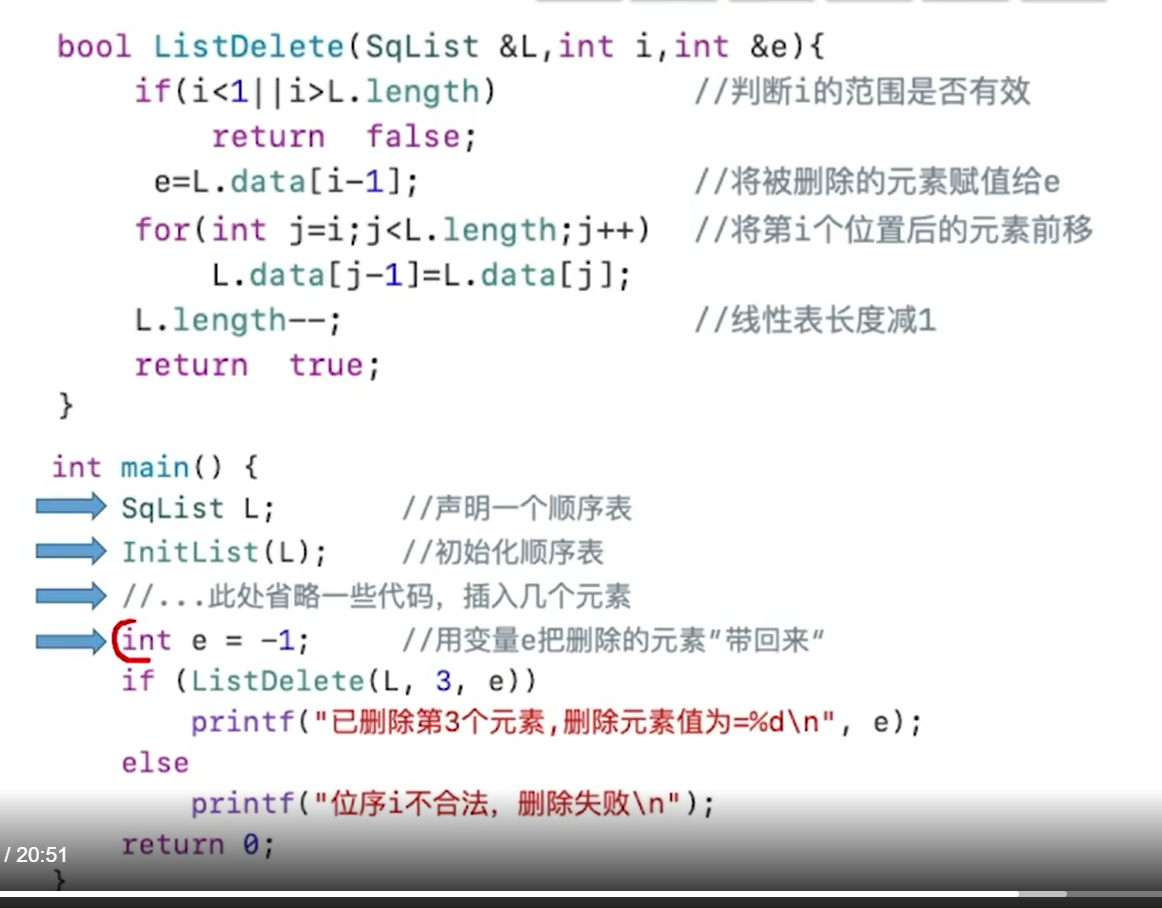 bool ListDelete(SqList &L,int i,int &e){
if(i<1||i>L.length) //判断i的范围是否有效
return false;
e=L.data[i-1]; //将被删除的元素赋值给e
for(int j=i;j<L.length;j++) //将第i个位置后的元素前移
L.data[j-1]=L.data[j];
L.length--; //线性表长度减1
return true;
}
int main() {
SqList L; //声明一个顺序表
InitList(L); //初始化顺序表
//...此处省略一些代码，插入几个元素
int e = -1; //用变量e把删除的元素"带回来"
if (ListDelete(L, 3, e))
printf("已删除第3个元素,删除元素值为=%d\n", e);
else
printf("位序i不合法，删除失败\n");
return 0;
/ 20:51
}